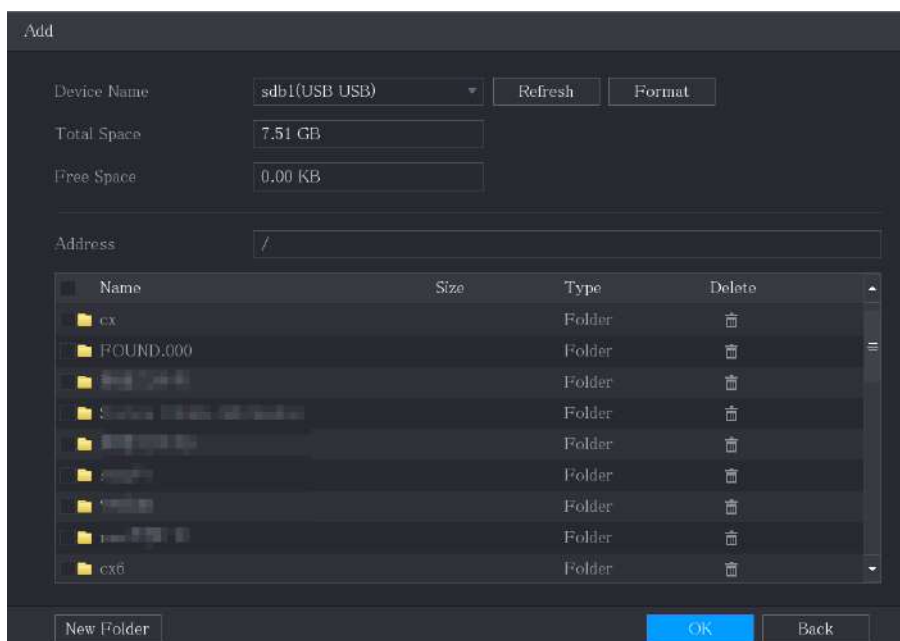 Add
Device Name sdb1(USB USB) Refresh Format
Total Space 7.51 GB
Free Space 0.00 KB
Address /
Name Size Type Delete
cx Folder
FOUND.000 Folder
Folder
Folder
Folder
Folder
Folder
Folder
cx6 Folder
New Folder OK Back